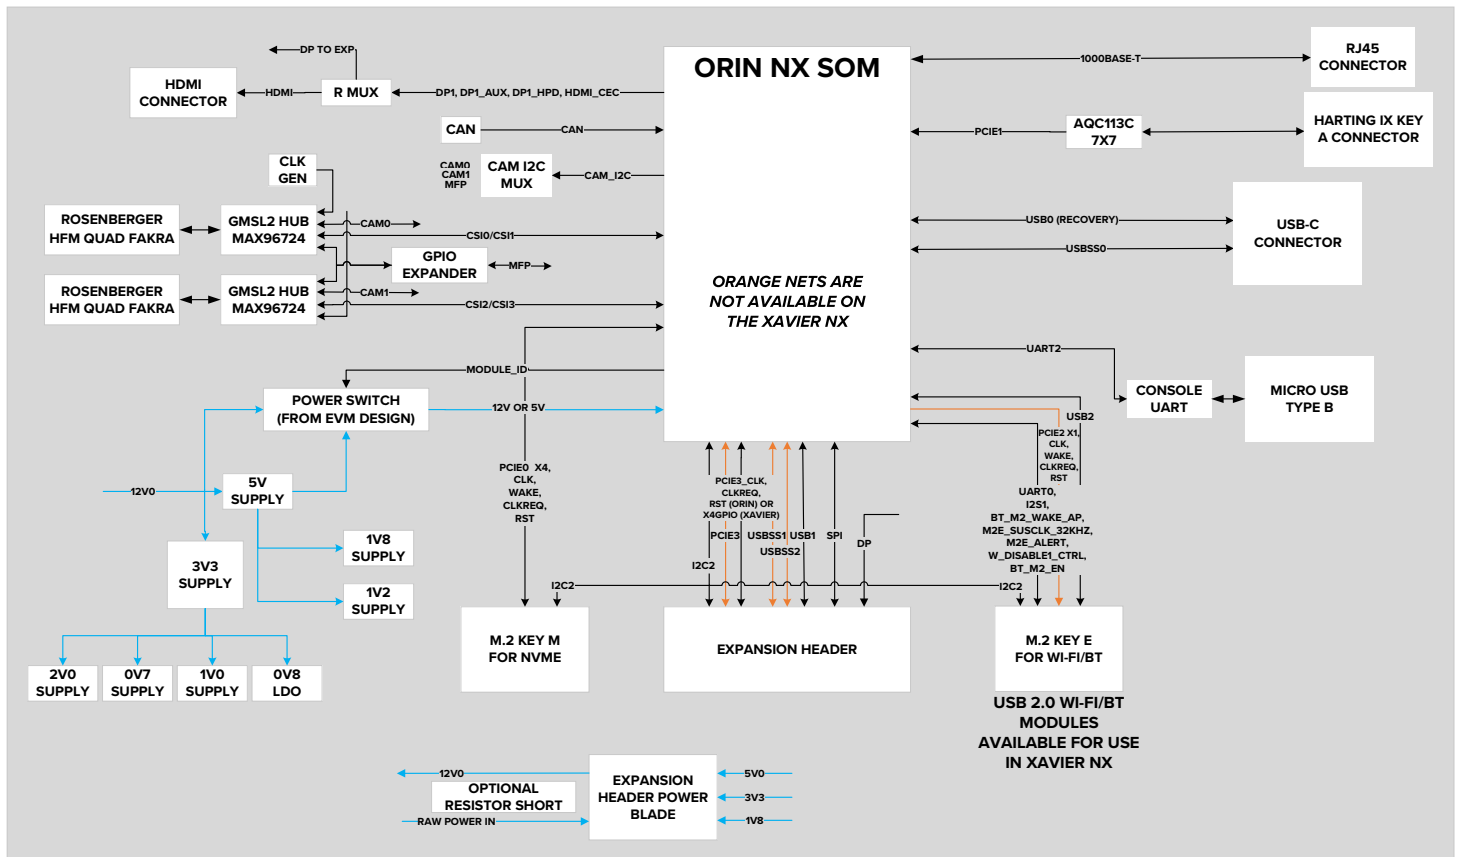 DP TO EXP
HDMI
CONNECTOR
HDMI
R MUX
DP1, DP1_AUX, DP1_HPD, HDMI_CEC
ORIN NX SOM
1000BASE-T
RJ45
CONNECTOR
CAN
CAN
PCIE1
AQC113C
7X7
HARTING IX KEY
A CONNECTOR
CLK
GEN
CAM0
CAM1
MFP
CAM I2C
MUX
CAM_I2C
ROSENBERGER
HFM QUAD FAKRA
GMSL2 HUB
MAX96724
CAM0
CSI0/CSI1
USB0 (RECOVERY)
USBSS0
USB-C
CONNECTOR
GPIO
EXPANDER
MFP
ROSENBERGER
HFM QUAD FAKRA
GMSL2 HUB
MAX96724
CAM1
CSI2/CSI3
ORANGE NETS ARE
NOT AVAILABLE ON
THE XAVIER NX
UART2
MODULE_ID
POWER SWITCH
(FROM EVM DESIGN)
12V OR 5V
CONSOLE
UART
MICRO USB
TYPE B
USB2
PCIE2 X1,
CLK,
WAKE,
CLKREQ,
RST
UART0,
I2S1,
BT_M2_WAKE_AP,
M2E_SUSCLK_32KHZ,
M2E_ALERT,
W_DISABLE1_CTRL,
BT_M2_EN
PCIE0 X4,
CLK,
WAKE,
CLKREQ,
RST
PCIE3_CLK,
CLKREQ,
RST (ORIN) OR
X4GPIO (XAVIER)
PCIE3
USBSS1
USB1
SPI
DP
USBSS2
I2C2
12V0
5V
SUPPLY
1V8
SUPPLY
3V3
SUPPLY
1V2
SUPPLY
I2C2
I2C2
M.2 KEY M
FOR NVME
EXPANSION HEADER
M.2 KEY E
FOR WI-FI/BT
2V0
SUPPLY
0V7
SUPPLY
1V0
SUPPLY
0V8
LDO
USB 2.0 WI-FI/BT
MODULES
AVAILABLE FOR USE
IN XAVIER NX
12V0
OPTIONAL
RESISTOR SHORT
RAW POWER IN
EXPANSION
HEADER POWER
BLADE
5V0
3V3
1V8